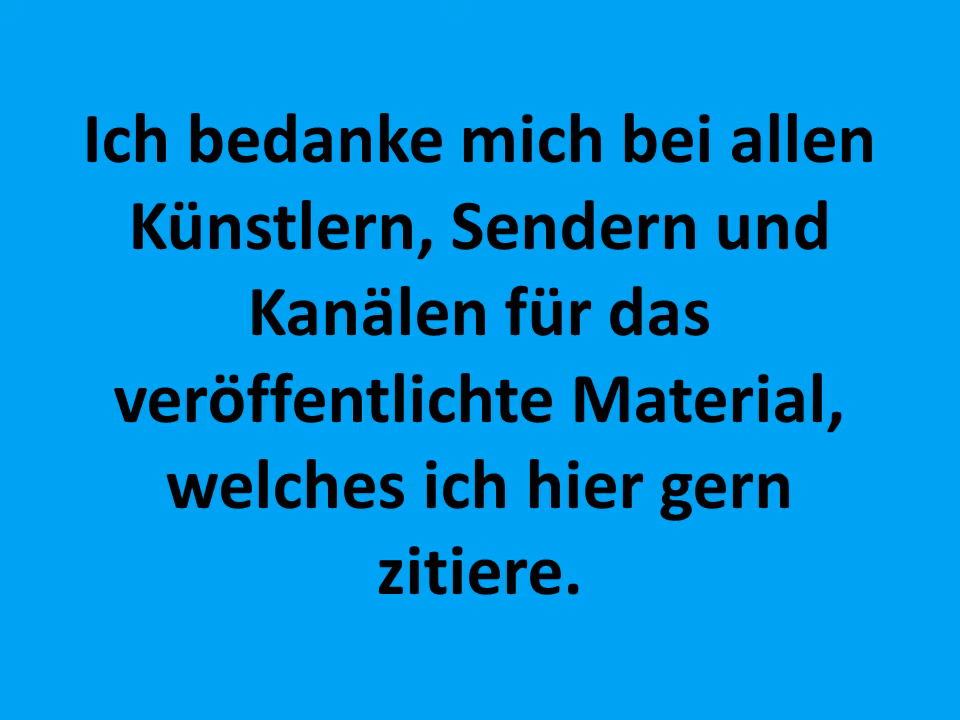 Ich bedanke mich bei allen
Künstlern, Sendern und
Kanälen für das
veröffentlichte Material,
welches ich hier gern
zitiere.